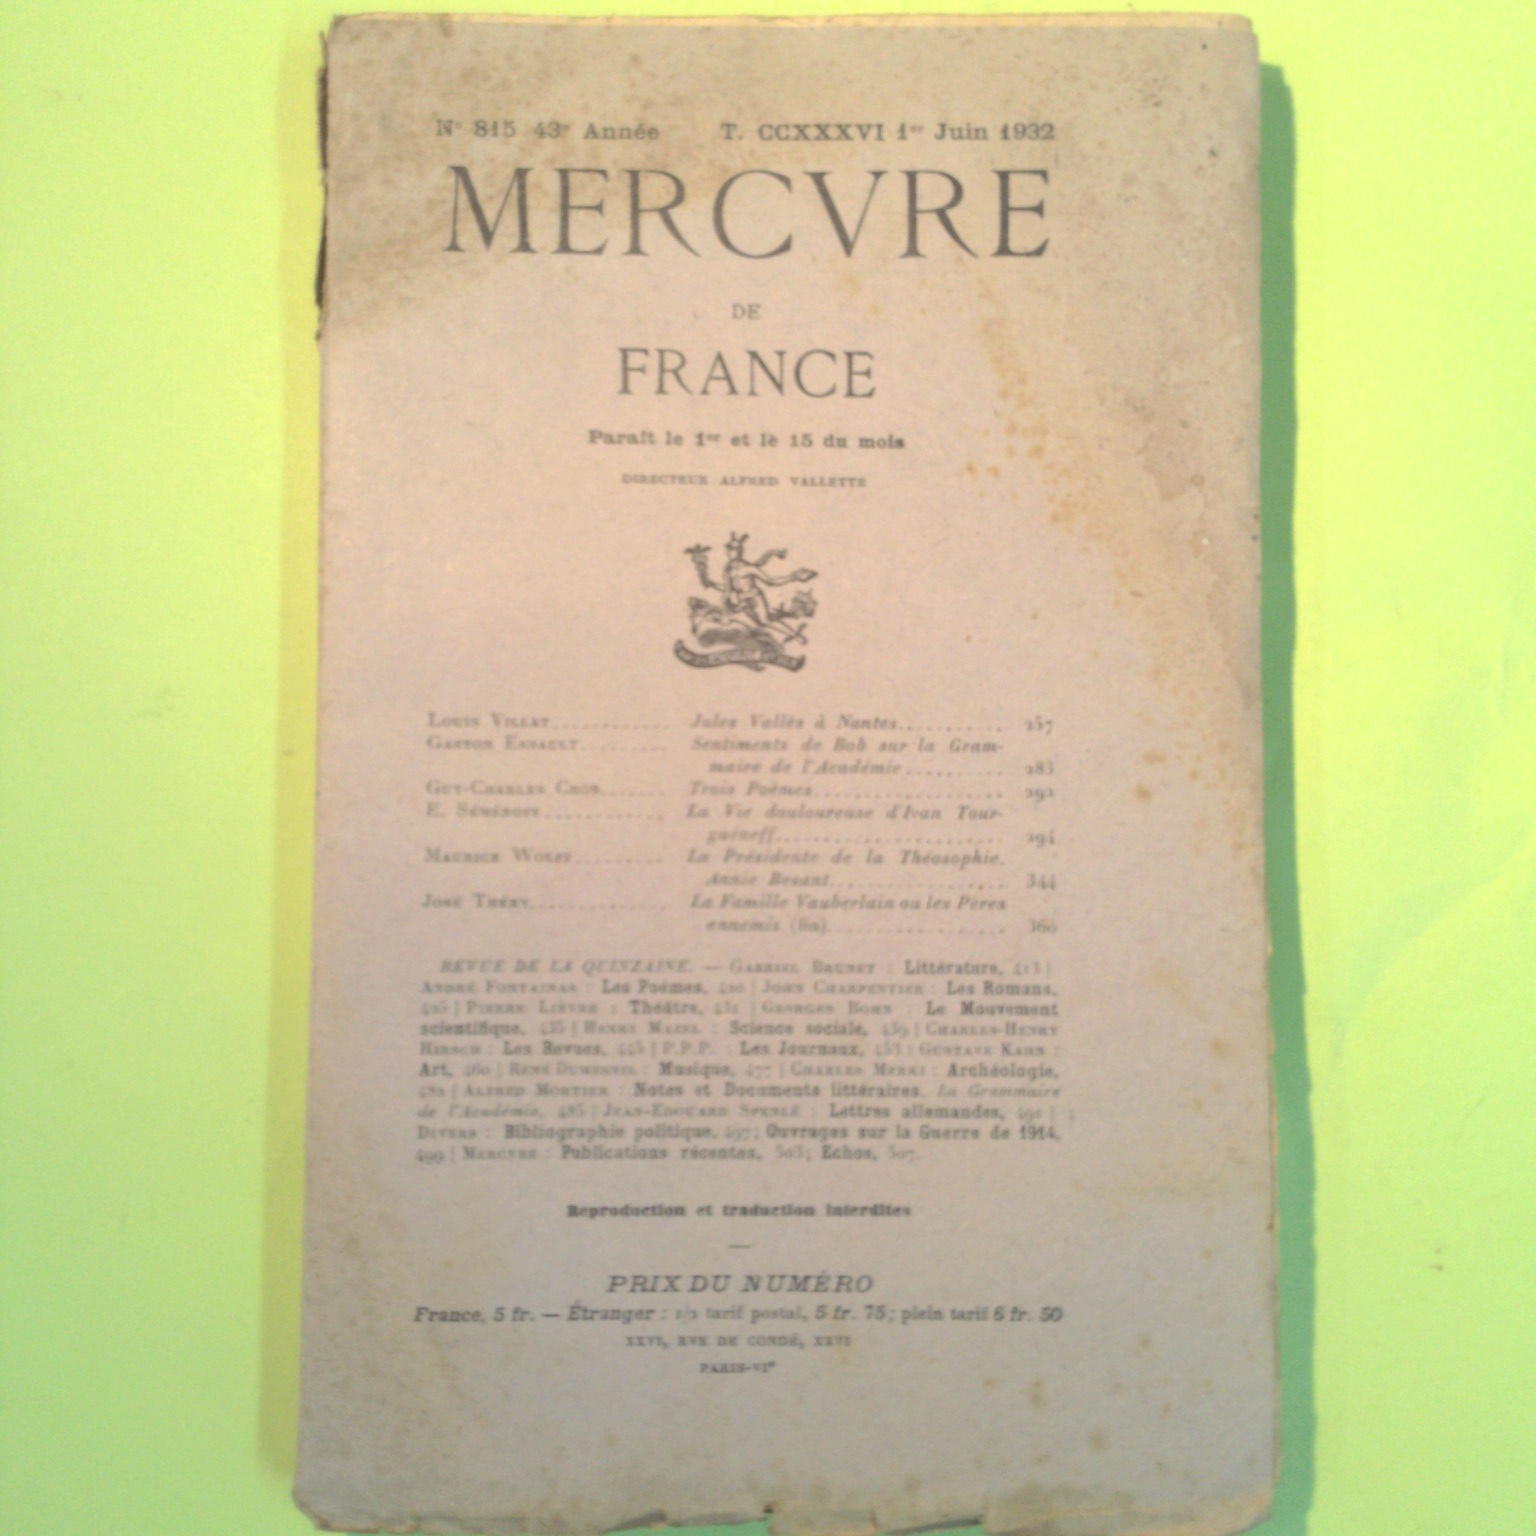 N° 815 43e Année T. CCXXXVI 1er Juin 1932
MERCVRE
DE
FRANCE
Paraît le 1er et le 15 du mois
DIRECTEUR ALFRED VALLETTE
LOUIS VILLAT............ Jules Vallès à Nantes.......... 257
GASTON ESNAULT......... Sentiments de Bob sur la Gram-
maire de l'Académie.......... 283
GUY-CHARLES CROS....... Trois Poèmes.................. 292
E. SÉMÉNOFF............ La Vie douloureuse d'Ivan Tour-
guéneff...................... 294
MAURICE WOLFF......... La Présidente de la Théosophie.
Annie Besant................. 344
JOSÉ THÉRY.............. La Famille Vauberlain ou les Pères
ennemis (fin)................. 360
REVUE DE LA QUINZAINE. — GABRIEL BRUNET : Littérature, 413 |
ANDRÉ FONTAINAS : Les Poèmes, 420 | JOHN CHARPENTIER : Les Romans,
425 | PIERRE LIÈVRE : Théâtre, 431 | GEORGES BOHN : Le Mouvement
scientifique, 435 | HENRI MAZEL : Science sociale, 439 | CHARLES-HENRY
HIRSCH : Les Revues, 445 | P.P.P. : Les Journaux, 453 | GUSTAVE KAHN :
Art, 460 | RENÉ DUMESNIL : Musique, 477 | CHARLES MERKI : Archéologie,
482 | ALFRED MORTIER : Notes et Documents littéraires. La Grammaire
de l'Académie, 485 | JEAN-EDOUARD SPENLÉ : Lettres allemandes, 491 |
DIVERS : Bibliographie politique, 497; Ouvrages sur la Guerre de 1914,
499 | MERCVRE : Publications récentes, 503; Echos, 507.
Reproduction et traduction interdites
PRIX DU NUMÉRO
France, 5 fr. — Étranger : 1/2 tarif postal, 5 fr. 75; plein tarif 6 fr. 50
XXVI, RVE DE CONDÉ, XXVI
PARIS-VIe